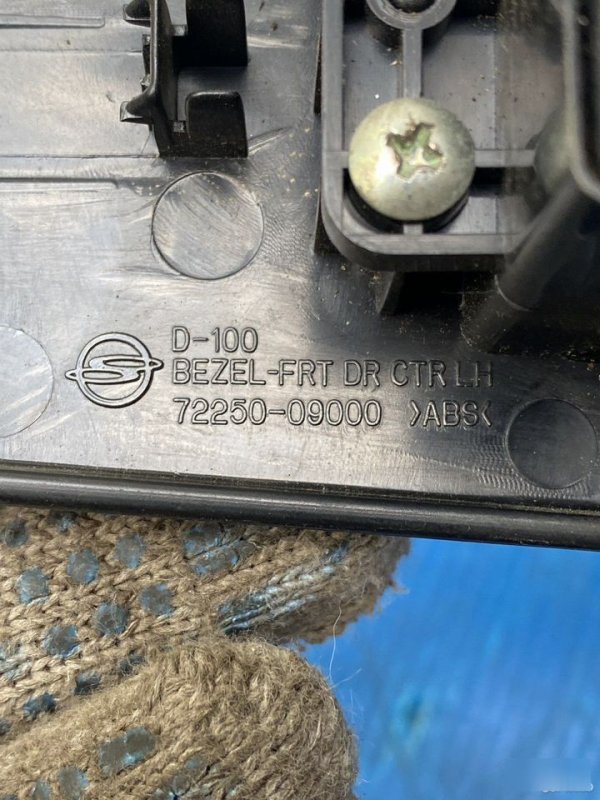 D-100
BEZEL-FRT DR CTR LH
72250-09000 >ABS<